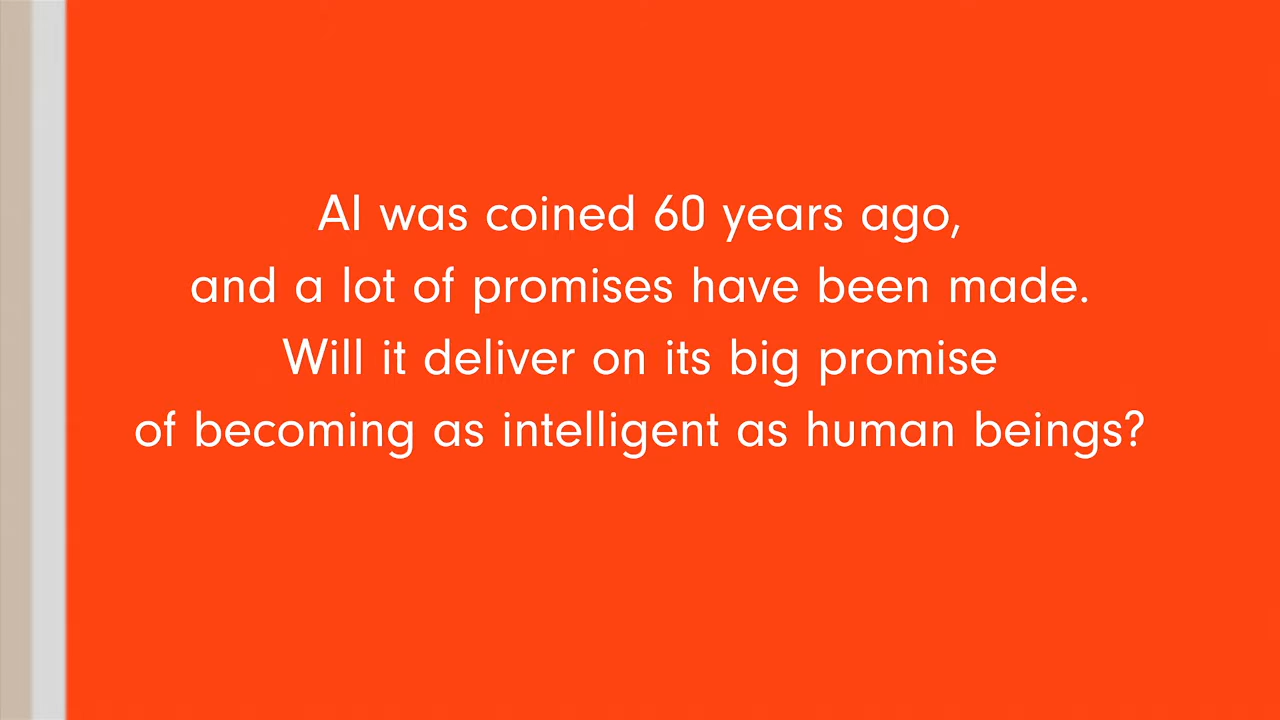 AI was coined 60 years ago,
and a lot of promises have been made.
Will it deliver on its big promise
of becoming as intelligent as human beings?